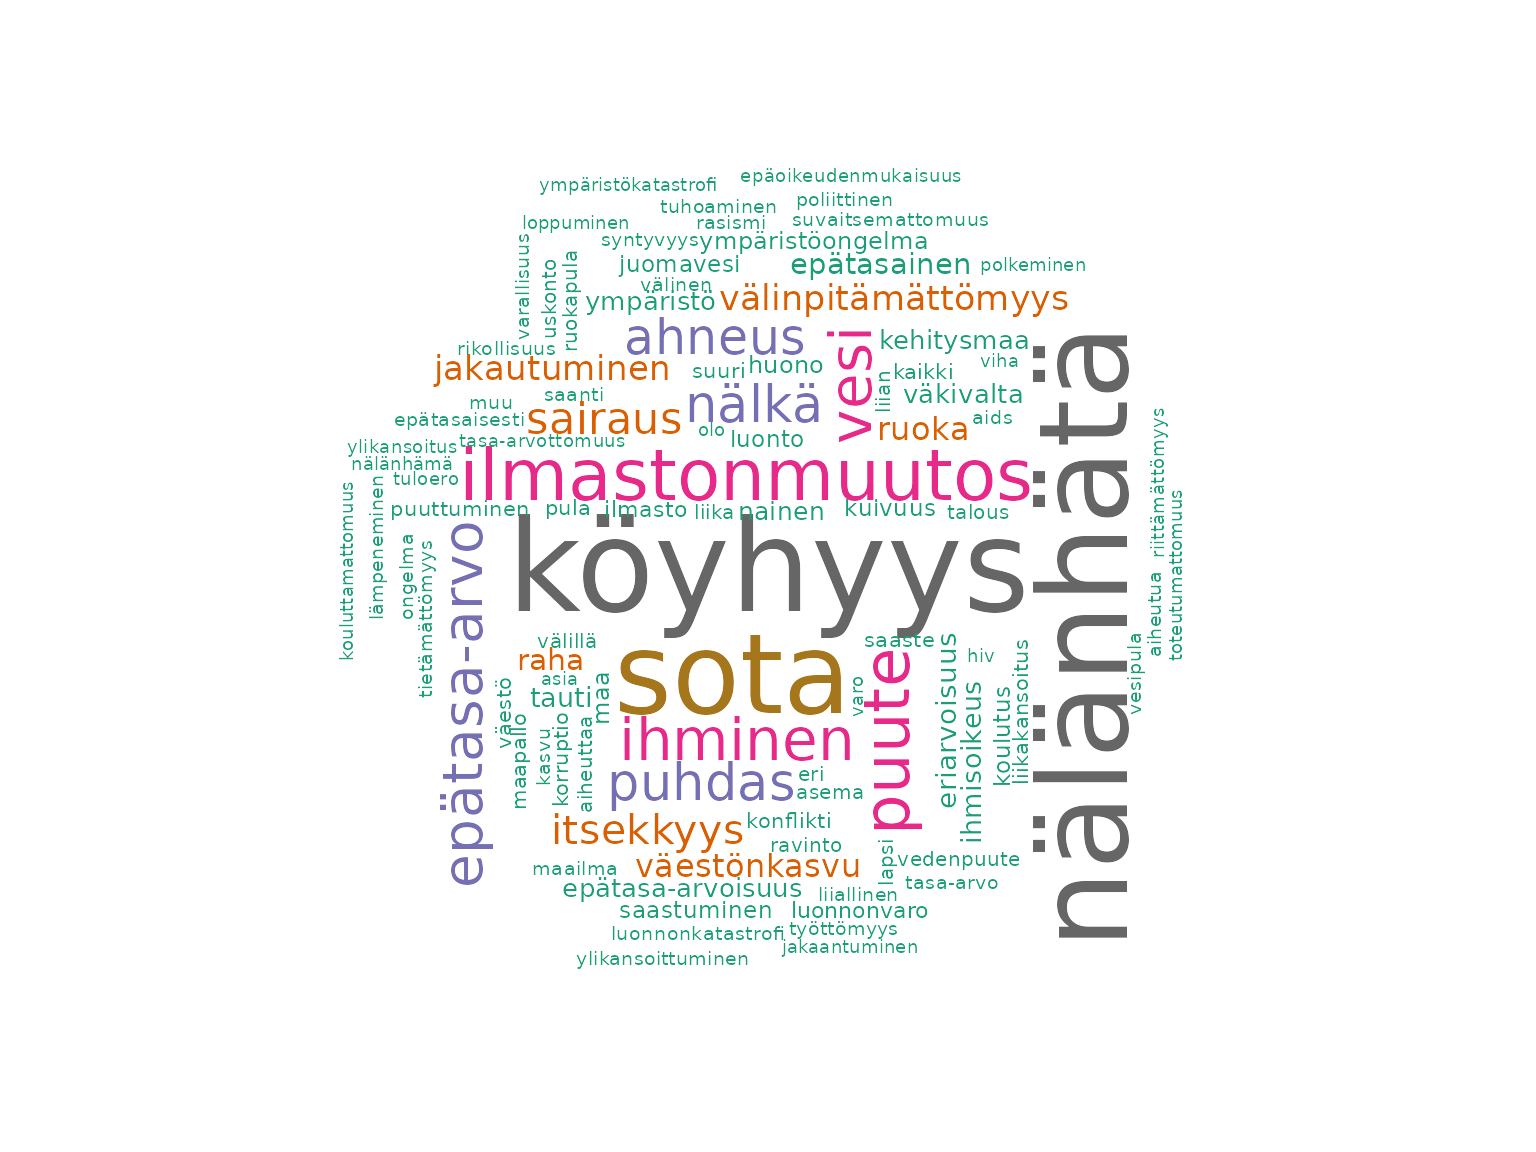 epäoikeudenmukaisuus
ympäristökatastrofi
poliittinen
tuhoaminen
suvaitsemattomuus
loppuminen
rasismi
syntyvyys
ympäristöongelma
varallisuus
juomavesi
epätasainen
polkeminen
uskonto
ruokapula
välinen
ympäristö
välinpitämättömyys
ahneus
vesi
kehitysmaa
rikollisuus
jakautuminen
suuri
huono
viha
kaikki
liian
väkivalta
saanti
muu
nälkä
epätasaisesti
sairaus
aids
ruoka
olo
luonto
ylikansoitus
tasa-arvottomuus
nälänhämä
tuloero
ilmastonmuutos
nälänhätä
riittämättömyys
kouluttamattomuus
lämpeneminen
puuttuminen
pula
ilmasto
liika
nainen
kuivuus
talous
toteutumattomuus
ongelma
tietämättömyys
epätasa-arvo
köyhyys
aiheutua
välillä
saaste
raha
sota
puute
eriarvoisuus
hiv
liikakansoitus
vesipula
asia
väestö
tauti
maa
varo
ihmisoikeus
koulutus
maapallo
kasvu
korruptio
aiheuttaa
ihminen
puhdas
eri
asema
itsekkyys
konflikti
ravinto
lapsi
vedenpuute
maailma
väestönkasvu
tasa-arvo
epätasa-arvoisuus
liiallinen
saastuminen
luonnonvaro
luonnonkatastrofi
työttömyys
jakaantuminen
ylikansoittuminen